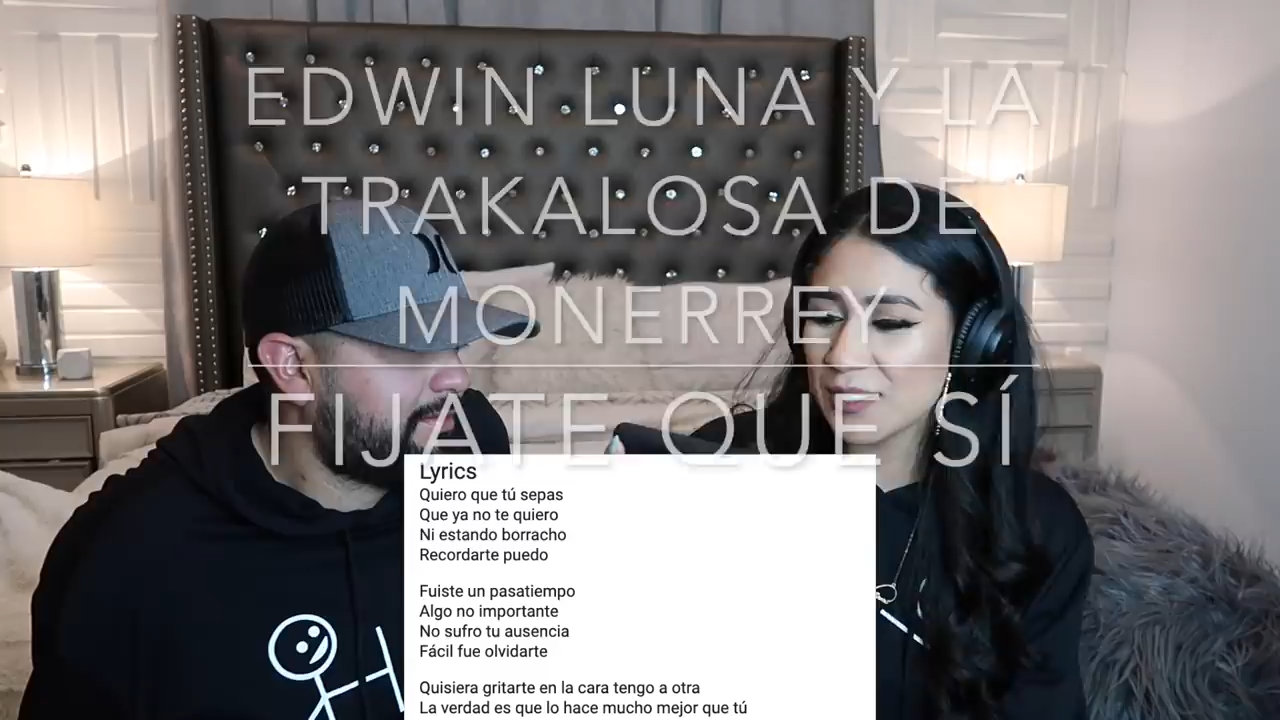 EDWIN LUNA Y LA
TRAKALOSA DE
MONERREY
FIJATE QUE SÍ
Lyrics
Quiero que tú sepas
Que ya no te quiero
Ni estando borracho
Recordarte puedo
Fuiste un pasatiempo
Algo no importante
No sufro tu ausencia
Fácil fue olvidarte
Quisiera gritarte en la cara tengo a otra
La verdad es que lo hace mucho mejor que tú